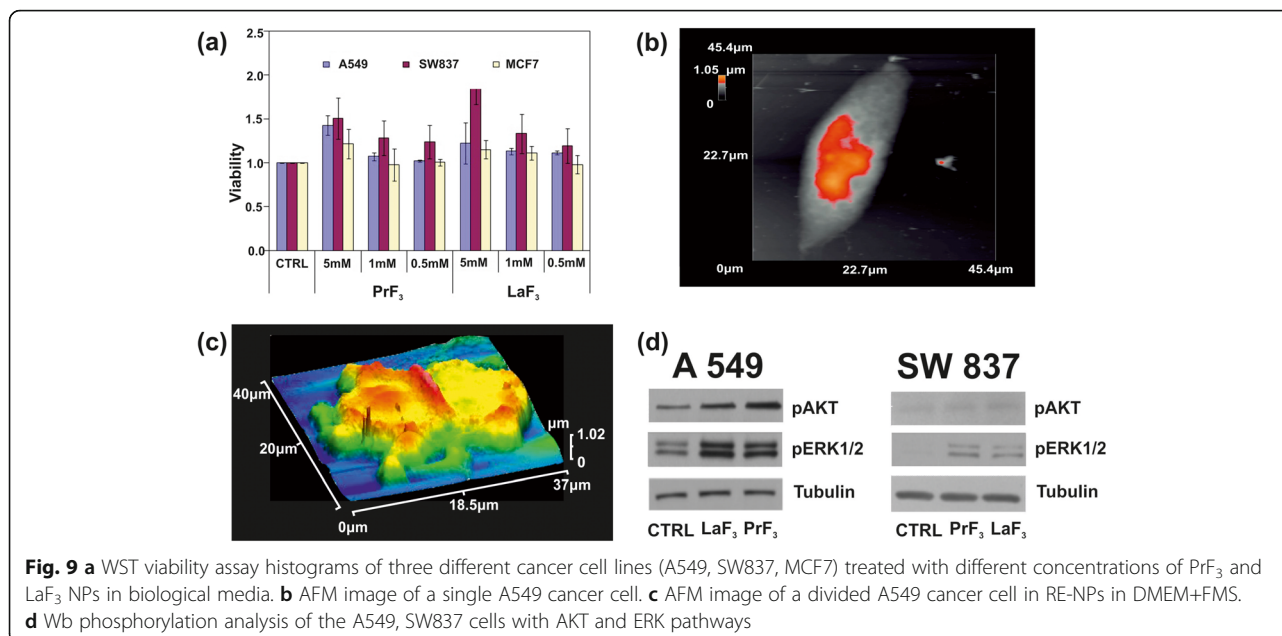 (a)
2.5
2.0
1.5
1.0
0.5
0.0
Viability
A549 SW837 MCF7
CTRL 5mM 1mM 0.5mM 5mM 1mM 0.5mM
PrF₃ LaF₃
(b)
45.4µm
1.05 µm
0
22.7µm
0µm 22.7µm 45.4µm
(c)
40µm
20µm
0µm
18.5µm
37µm
µm
1.02
0
(d)
A 549
pAKT
pERK1/2
Tubulin
CTRL LaF₃ PrF₃
SW 837
pAKT
pERK1/2
Tubulin
CTRL PrF₃ LaF₃
Fig. 9 a WST viability assay histograms of three different cancer cell lines (A549, SW837, MCF7) treated with different concentrations of PrF₃ and
LaF₃ NPs in biological media. b AFM image of a single A549 cancer cell. c AFM image of a divided A549 cancer cell in RE-NPs in DMEM+FMS.
d Wb phosphorylation analysis of the A549, SW837 cells with AKT and ERK pathways